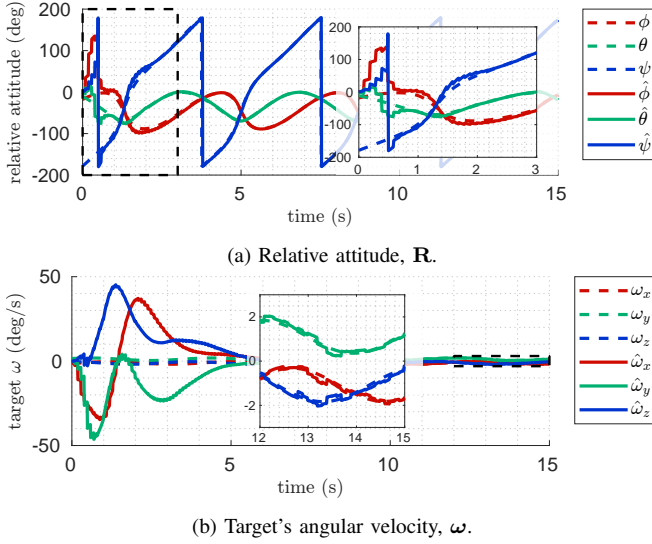 relative attitude (deg)
200
100
0
-100
-200
0
5
10
15
time (s)
200
100
0
-100
-200
0
1
2
3
ϕ
θ
ψ
ϕ̂
θ̂
ψ̂
(a) Relative attitude, R.
target ω (deg/s)
50
0
-50
0
5
10
15
time (s)
2
0
-2
12
13
14
15
ωx
ωy
ωz
ω̂x
ω̂y
ω̂z
(b) Target's angular velocity, ω.